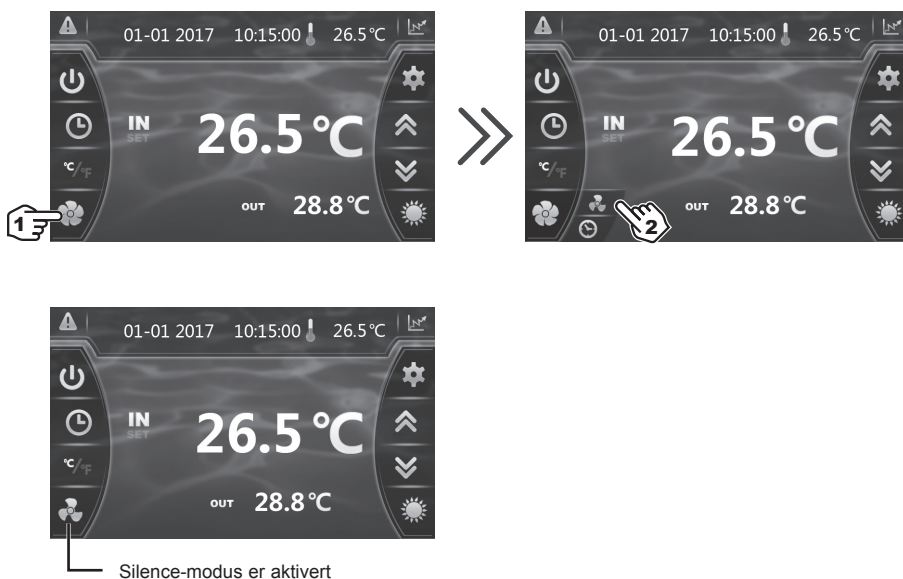 01-01 2017 10:15:00 26.5℃
IN
SET
26.5℃
℃/℉
OUT 28.8℃
1
01-01 2017 10:15:00 26.5℃
IN
SET
26.5℃
℃/℉
OUT 28.8℃
2
01-01 2017 10:15:00 26.5℃
IN
SET
26.5℃
℃/℉
OUT 28.8℃
Silence-modus er aktivert